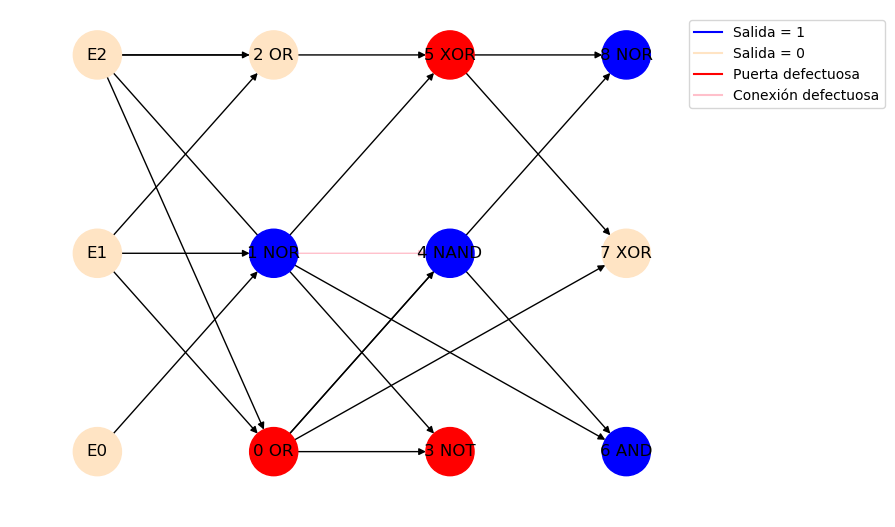 E2
2 OR
5 XOR
8 NOR
Salida = 1
Salida = 0
Puerta defectuosa
Conexión defectuosa
E1
1 NOR
4 NAND
7 XOR
E0
0 OR
3 NOT
6 AND